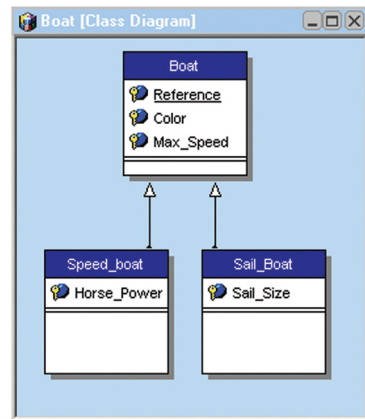 Boat [Class Diagram]
Boat
Reference
Color
Max_Speed
Speed_boat
Horse_Power
Sail_Boat
Sail_Size